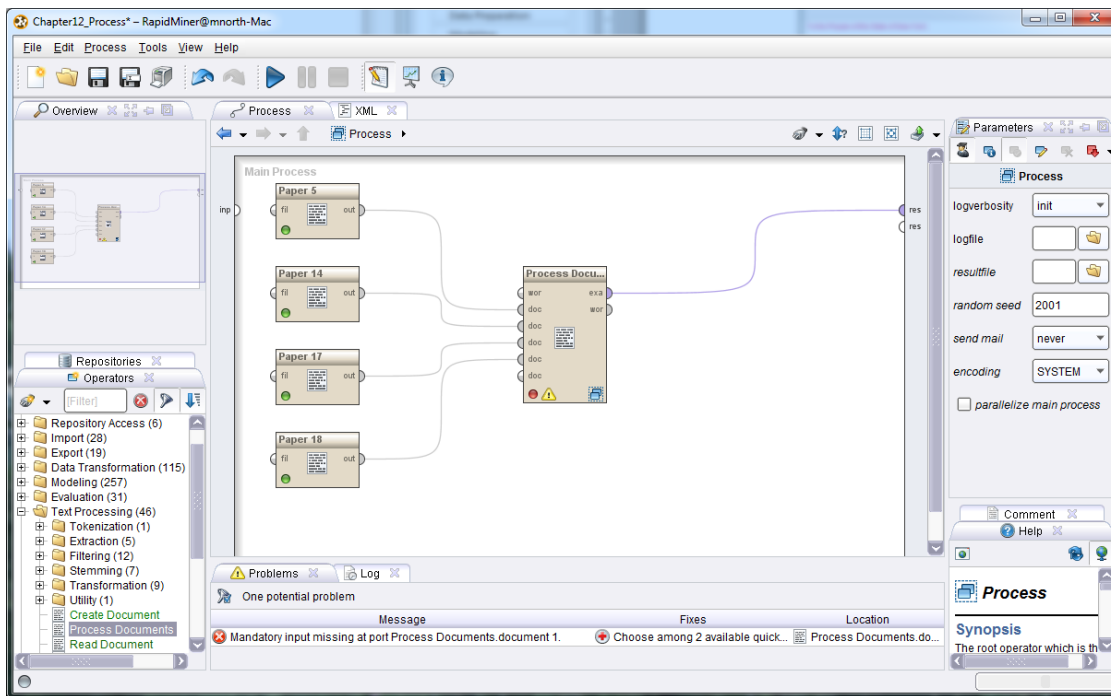 Chapter12_Process* – RapidMiner@mnorth-Mac
File Edit Process Tools View Help
Overview
Process
XML
Parameters
Process
Process
logverbosity init
logfile
resultfile
random seed 2001
send mail never
encoding SYSTEM
parallelize main process
Main Process
inp
res
res
Paper 5
fil out
Paper 14
fil out
Paper 17
fil out
Paper 18
fil out
Process Docu...
wor exa
doc wor
doc
doc
doc
doc
Repositories
Operators
[Filter]
Repository Access (6)
Import (28)
Export (19)
Data Transformation (115)
Modeling (257)
Evaluation (31)
Text Processing (46)
Tokenization (1)
Extraction (5)
Filtering (12)
Stemming (7)
Transformation (9)
Utility (1)
Create Document
Process Documents
Read Document
Problems
Log
One potential problem
Message Fixes Location
Mandatory input missing at port Process Documents.document 1. Choose among 2 available quick... Process Documents.do...
Comment
Help
Process
Synopsis
The root operator which is th